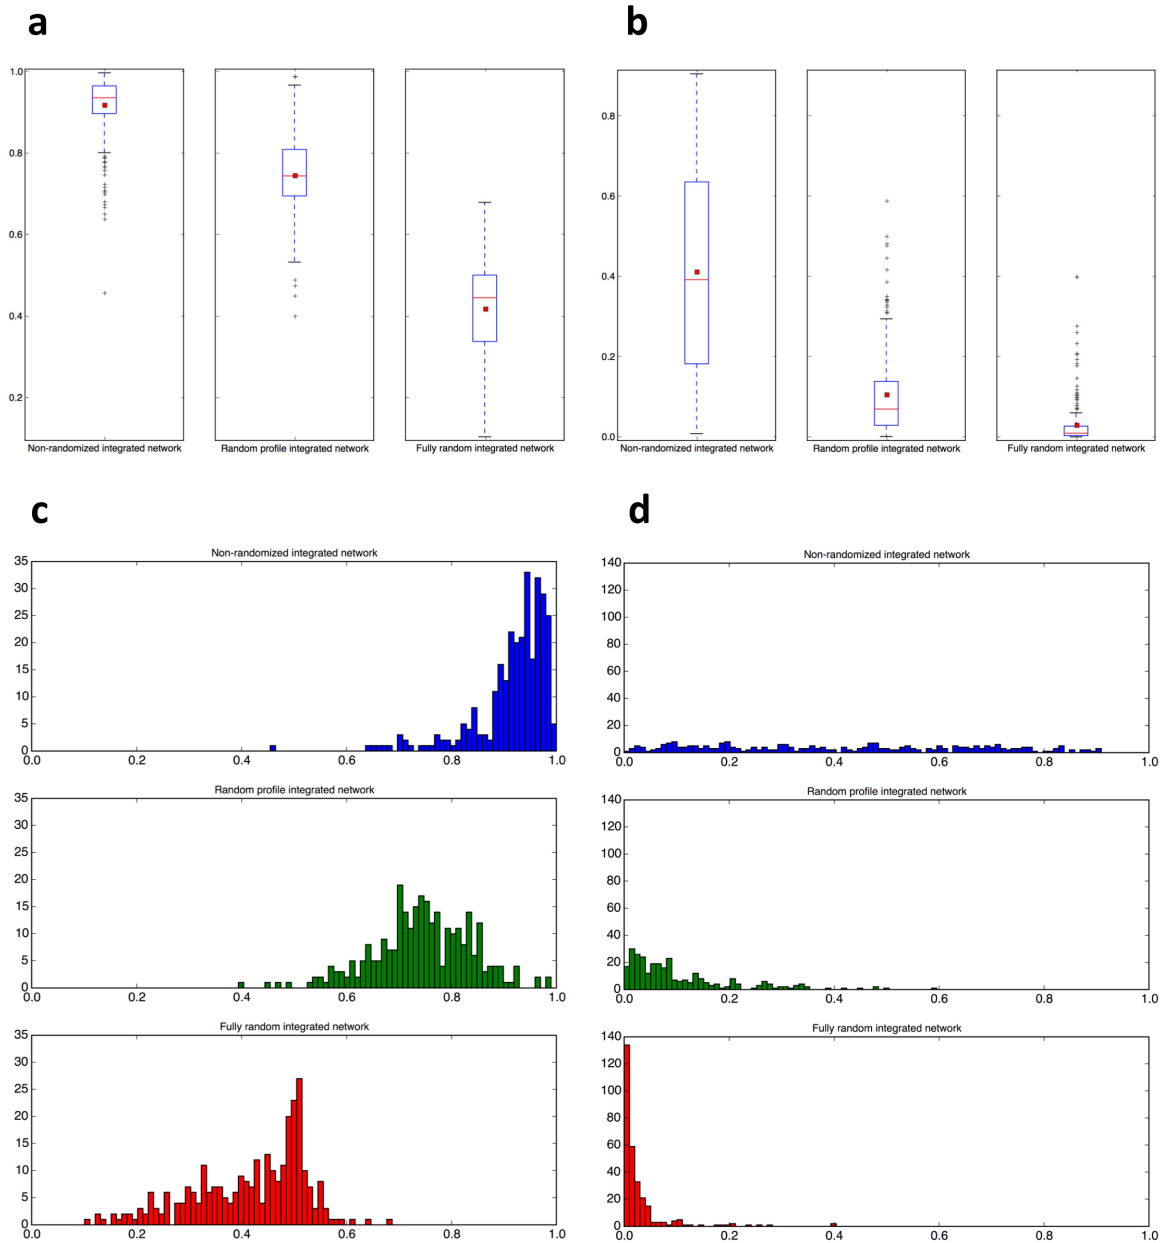 a
b
1.0
0.8
0.6
0.4
0.2
Non-randomized integrated network
Random profile integrated network
Fully random integrated network
0.8
0.6
0.4
0.2
0.0
Non-randomized integrated network
Random profile integrated network
Fully random integrated network
c
Non-randomized integrated network
35
30
25
20
15
10
5
0
0.0 0.2 0.4 0.6 0.8 1.0
Random profile integrated network
35
30
25
20
15
10
5
0
0.0 0.2 0.4 0.6 0.8 1.0
Fully random integrated network
35
30
25
20
15
10
5
0
0.0 0.2 0.4 0.6 0.8 1.0
d
Non-randomized integrated network
140
120
100
80
60
40
20
0
0.0 0.2 0.4 0.6 0.8 1.0
Random profile integrated network
140
120
100
80
60
40
20
0
0.0 0.2 0.4 0.6 0.8 1.0
Fully random integrated network
140
120
100
80
60
40
20
0
0.0 0.2 0.4 0.6 0.8 1.0